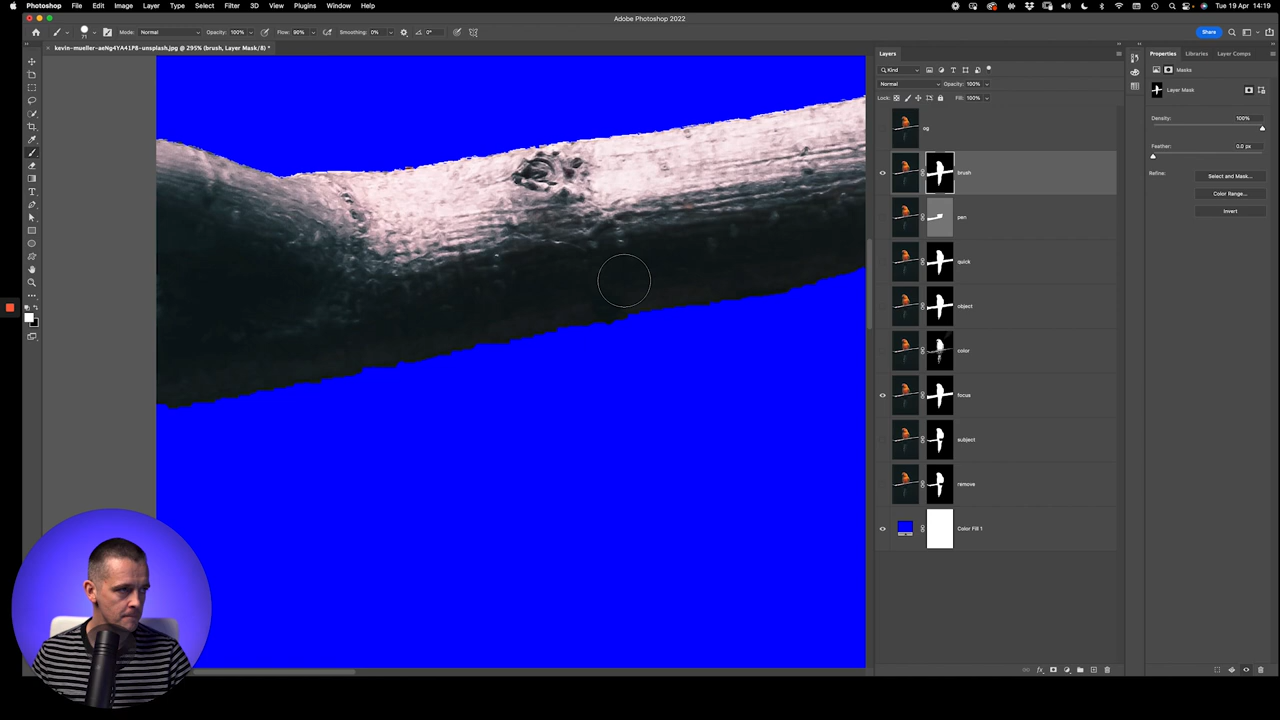 Photoshop File Edit Image Layer Type Select Filter 3D View Plugins Window Help Tue 19 Apr 14:19
Adobe Photoshop 2022
71 Mode: Normal Opacity: 100% Flow: 90% Smoothing: 0% 0° Share
kevin-mueller-aeNg4YA41P8-unsplash.jpg @ 295% (brush, Layer Mask/8) *
Layers
Properties Libraries Layer Comps
Kind
Masks
Normal Opacity: 100%
Layer Mask
Lock: Fill: 100%
Density: 100%
og
Feather: 0.0 px
brush
Refine: Select and Mask...
Color Range...
Invert
pen
quick
object
color
focus
subject
remove
Color Fill 1